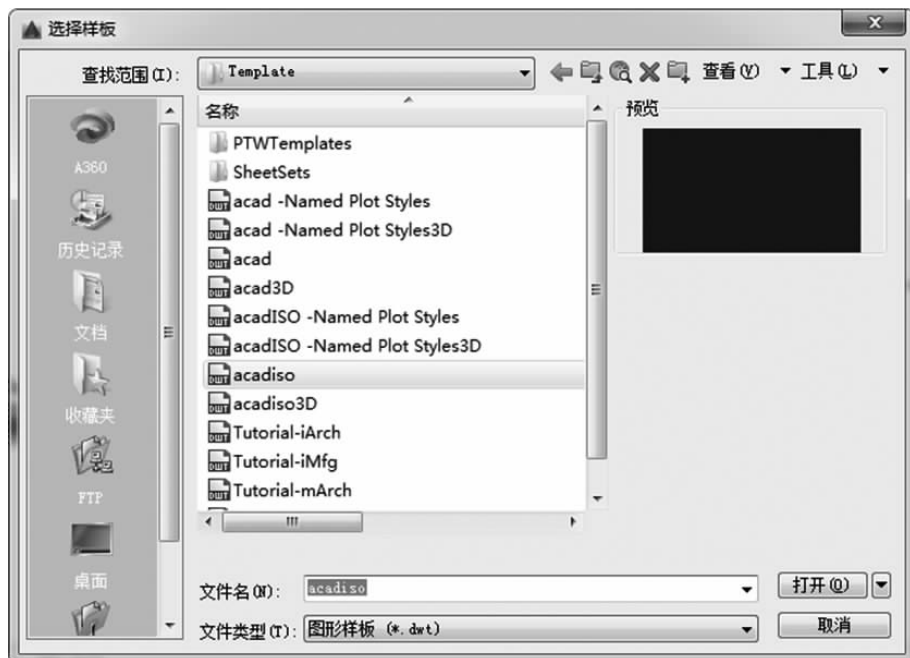 选择样板
查找范围(I):
Template
查看(V)
工具(L)
A360
历史记录
文档
收藏夹
FTP
桌面
名称
PTWTemplates
SheetSets
acad -Named Plot Styles
acad -Named Plot Styles3D
acad
acad3D
acadISO -Named Plot Styles
acadISO -Named Plot Styles3D
acadiso
acadiso3D
Tutorial-iArch
Tutorial-iMfg
Tutorial-mArch
预览
文件名(N):
acadiso
打开(O)
文件类型(T):
图形样板 (*.dwt)
取消